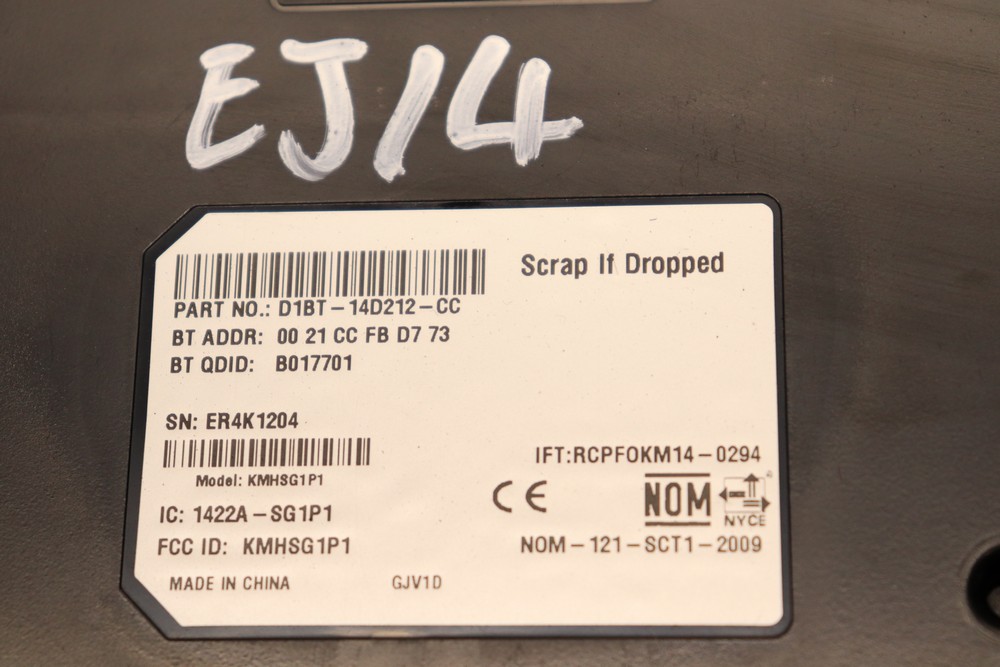 EJ14
Scrap If Dropped
PART NO.: D1BT-14D212-CC
BT ADDR: 00 21 CC FB D7 73
BT QDID: B017701
SN: ER4K1204
IFT:RCPFOKM14-0294
Model: KMHSG1P1
CE
NOM
NYCE
IC: 1422A-SG1P1
FCC ID: KMHSG1P1
NOM-121-SCT1-2009
MADE IN CHINA
GJV1D